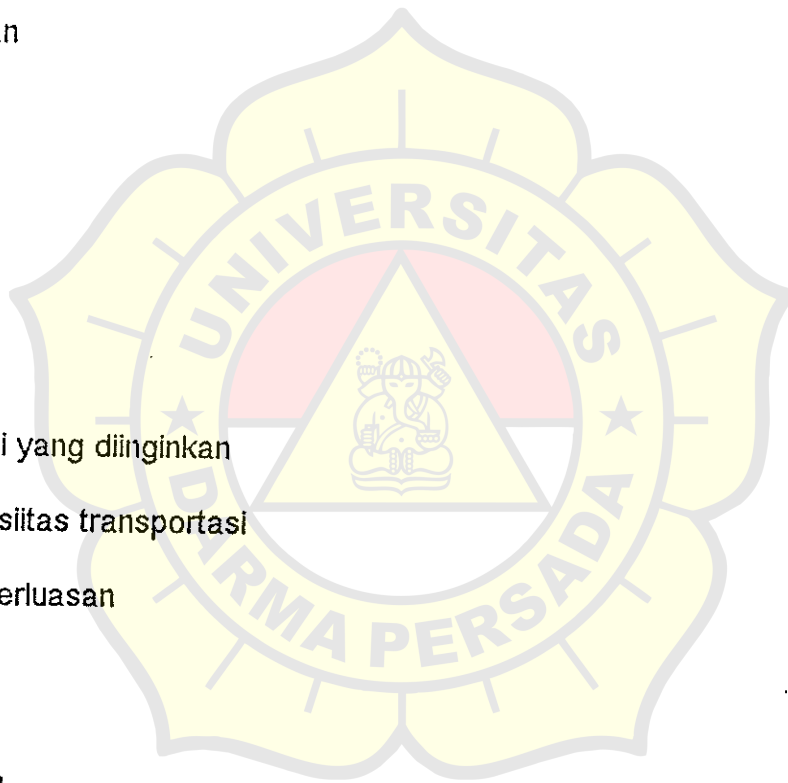 n
UNIVERSITAS
i yang diinginkan
siitas transportasi
erluasan
DARMA PERSADA